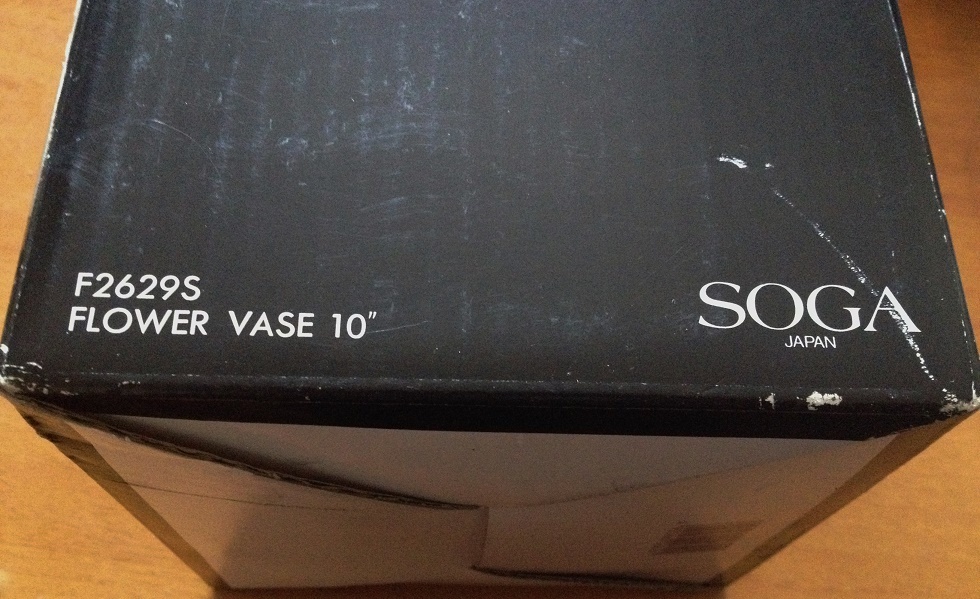 F2629S
FLOWER VASE 10"
SOGA
JAPAN